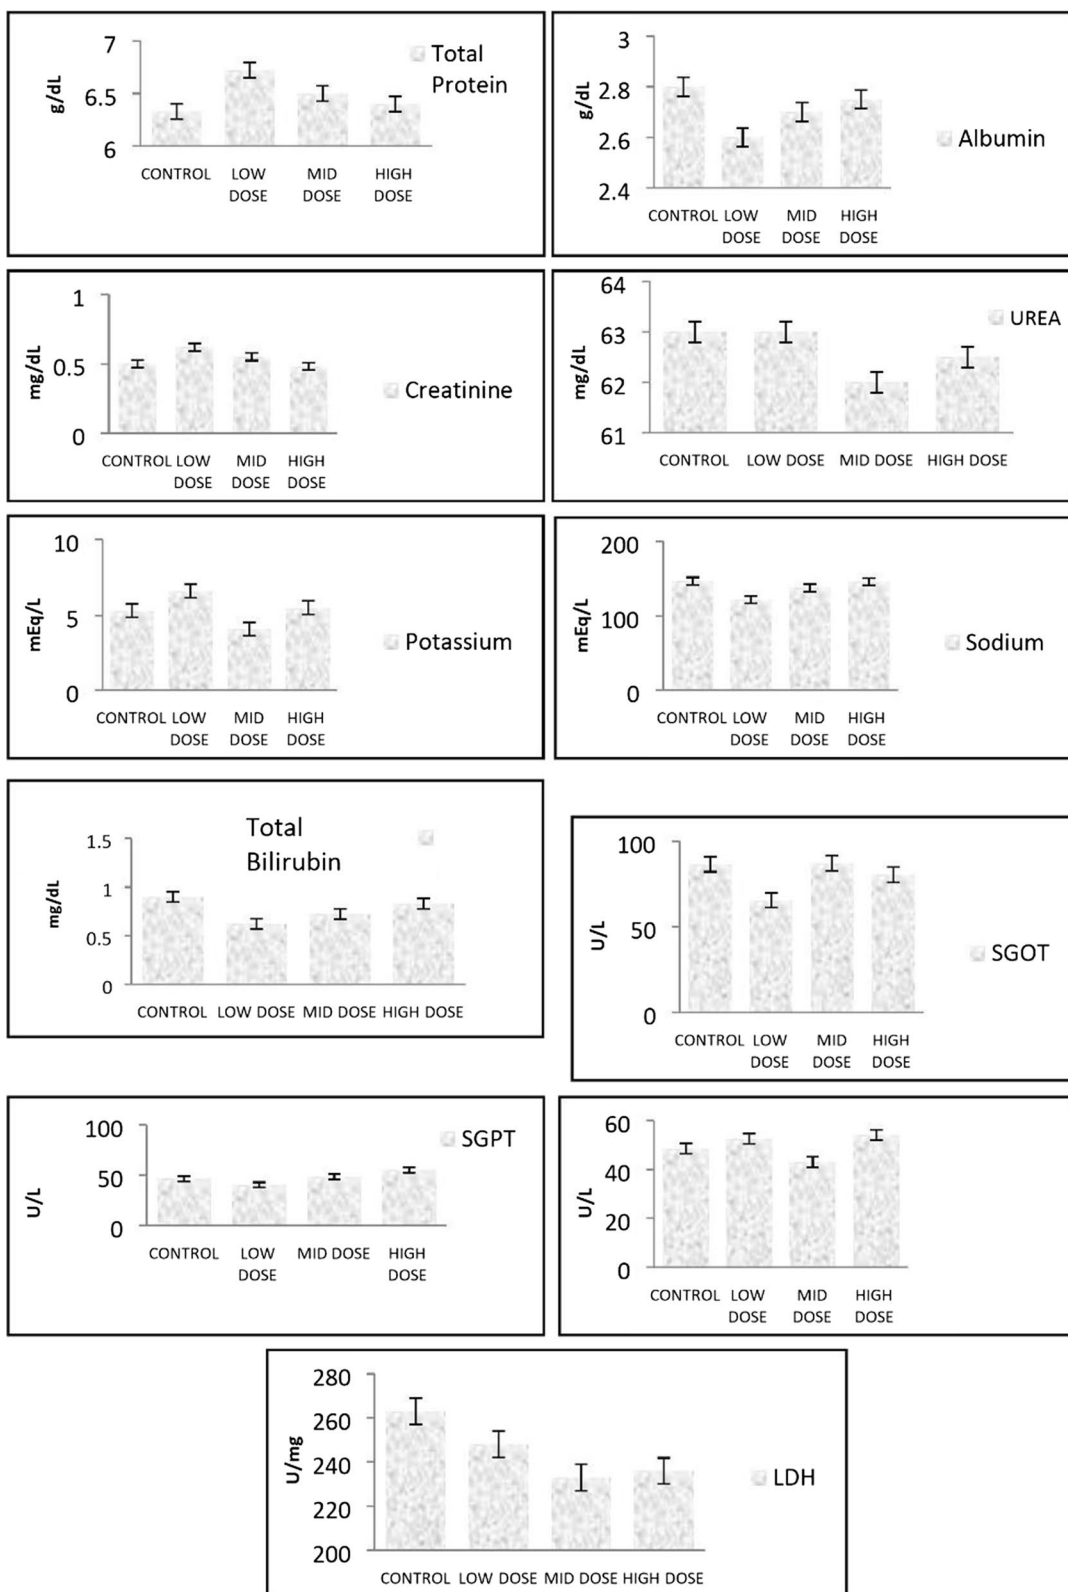 7
6.5
6
g/dL
Total
Protein
CONTROL LOW MID HIGH
DOSE DOSE DOSE
3
2.8
2.6
2.4
g/dL
Albumin
CONTROL LOW MID HIGH
DOSE DOSE DOSE
1
0.5
0
mg/dL
Creatinine
CONTROL LOW MID HIGH
DOSE DOSE DOSE
64
63
62
61
mg/dL
UREA
CONTROL LOW DOSE MID DOSE HIGH DOSE
10
5
0
mEq/L
Potassium
CONTROL LOW MID HIGH
DOSE DOSE DOSE
200
100
0
mEq/L
Sodium
CONTROL LOW MID HIGH
DOSE DOSE DOSE
Total
Bilirubin
1.5
1
0.5
0
mg/dL
CONTROL LOW DOSE MID DOSE HIGH DOSE
100
50
0
U/L
SGOT
CONTROL LOW MID HIGH
DOSE DOSE DOSE
100
50
0
U/L
SGPT
CONTROL LOW MID DOSE HIGH
DOSE DOSE
60
40
20
0
U/L
CONTROL LOW MID HIGH
DOSE DOSE DOSE
280
260
240
220
200
U/mg
LDH
CONTROL LOW DOSE MID DOSE HIGH DOSE